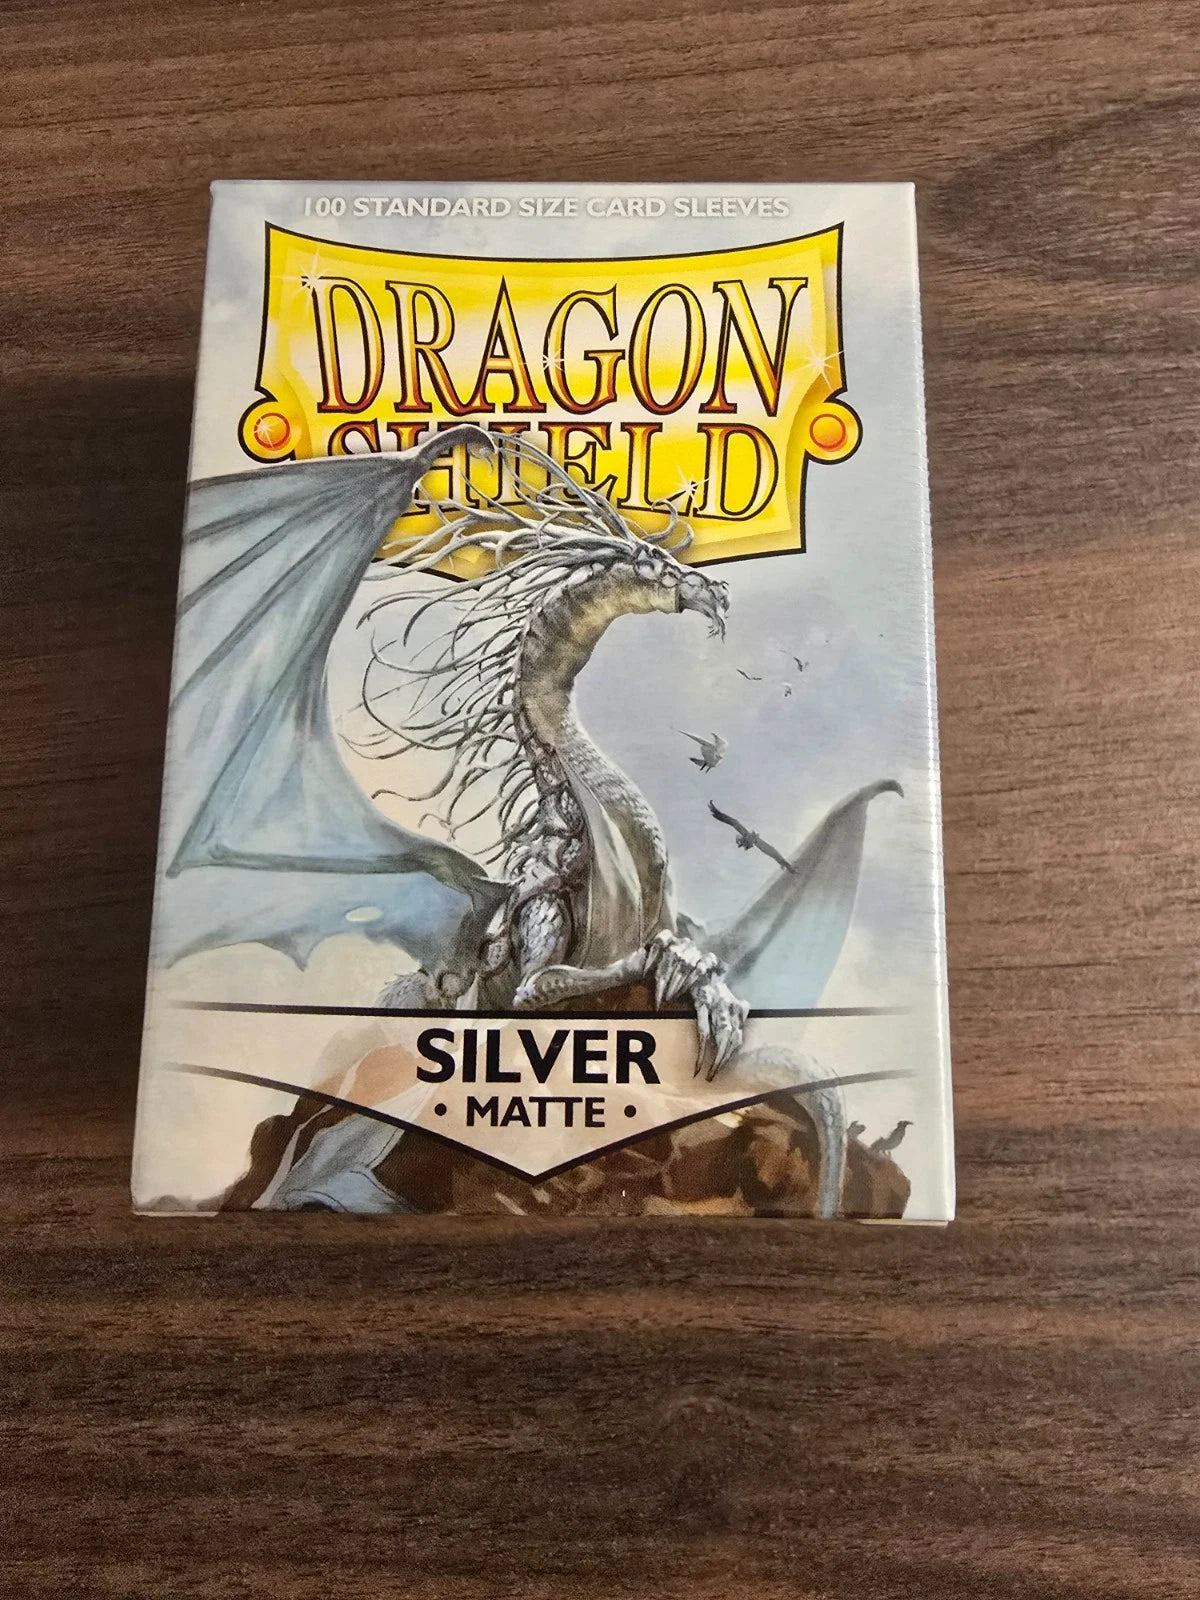 100 STANDARD SIZE CARD SLEEVES
DRAGON
SHIELD
SILVER
• MATTE •